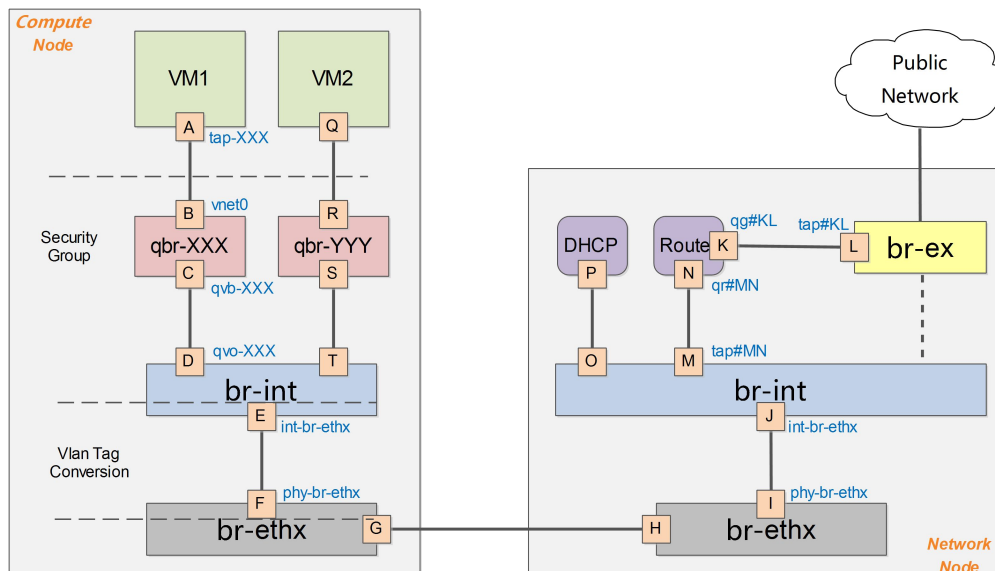 Compute
Node
VM1
VM2
A
tap-XXX
Q
Public
Network
Security
Group
B
vnet0
R
qbr-XXX
qbr-YYY
C
qvb-XXX
S
DHCP
P
Route
K
qg#KL
tap#KL
L
br-ex
N
qr#MN
D
qvo-XXX
T
br-int
E
int-br-ethx
O
M
tap#MN
br-int
J
int-br-ethx
Vlan Tag
Conversion
F
phy-br-ethx
br-ethx
G
H
I
phy-br-ethx
br-ethx
Network
Node